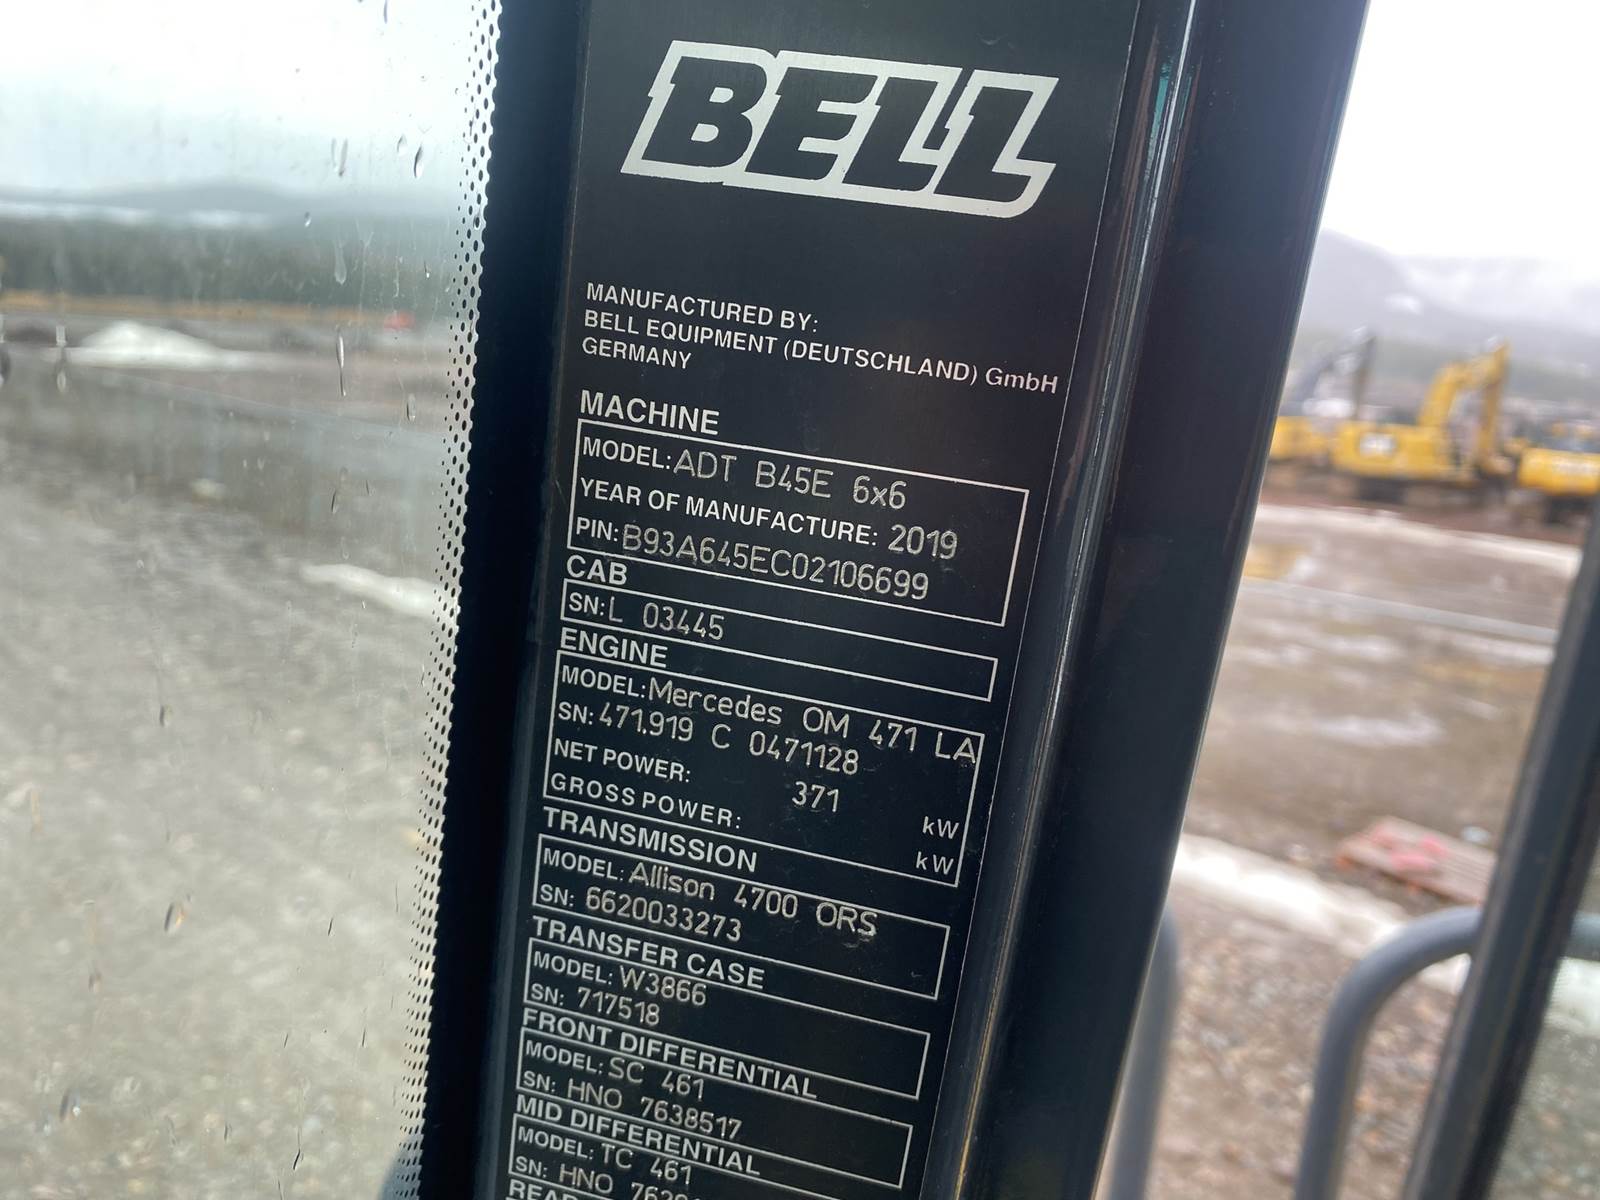 BELL
MANUFACTURED BY:
BELL EQUIPMENT (DEUTSCHLAND) GmbH
GERMANY
MACHINE
MODEL: ADT B45E 6x6
YEAR OF MANUFACTURE: 2019
PIN: B93A645EC02106699
CAB
SN: L 03445
ENGINE
MODEL: Mercedes OM 471 LA
SN: 471.919 C 0471128
NET POWER: 371 kW
GROSS POWER: kW
TRANSMISSION
MODEL: Allison 4700 ORS
SN: 6620033273
TRANSFER CASE
MODEL: W3866
SN: 717518
FRONT DIFFERENTIAL
MODEL: SC 461
SN: HNO 7638517
MID DIFFERENTIAL
MODEL: TC 461
SN: HNO